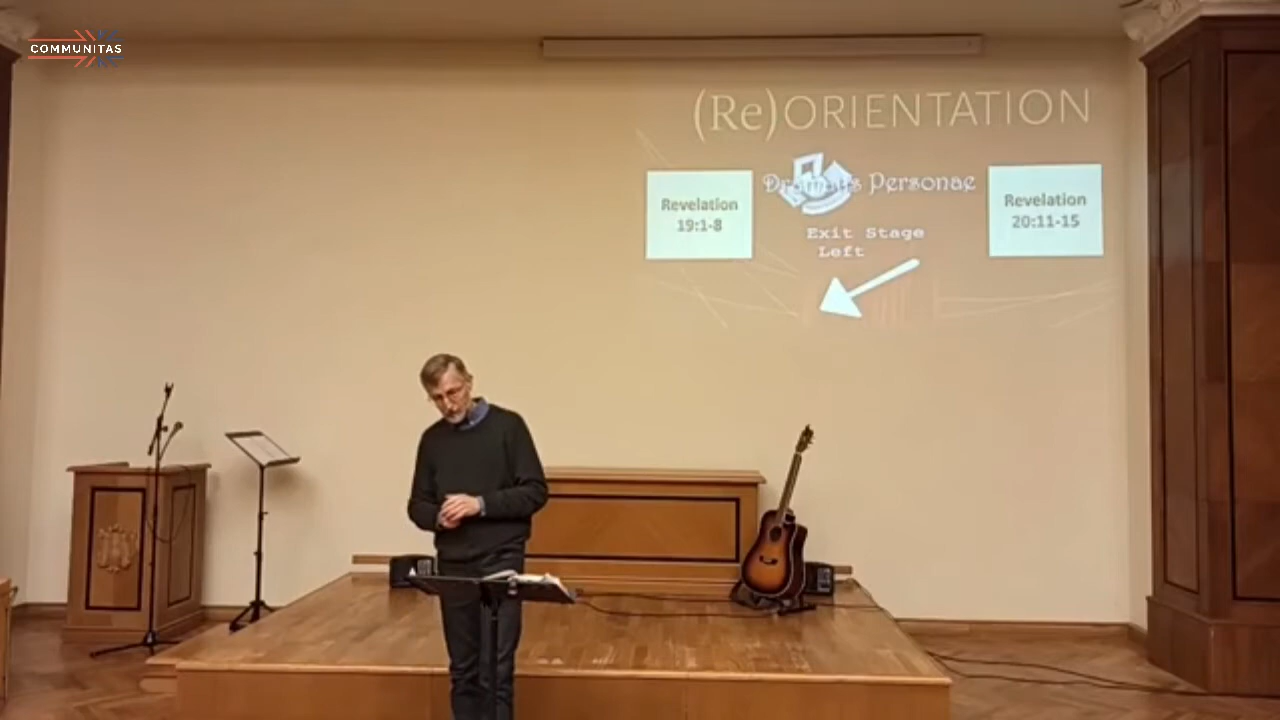 COMMUNITAS
(Re)ORIENTATION
Revelation
19:1-8
Dramatis Personae
Exit Stage
Left
Revelation
20:11-15